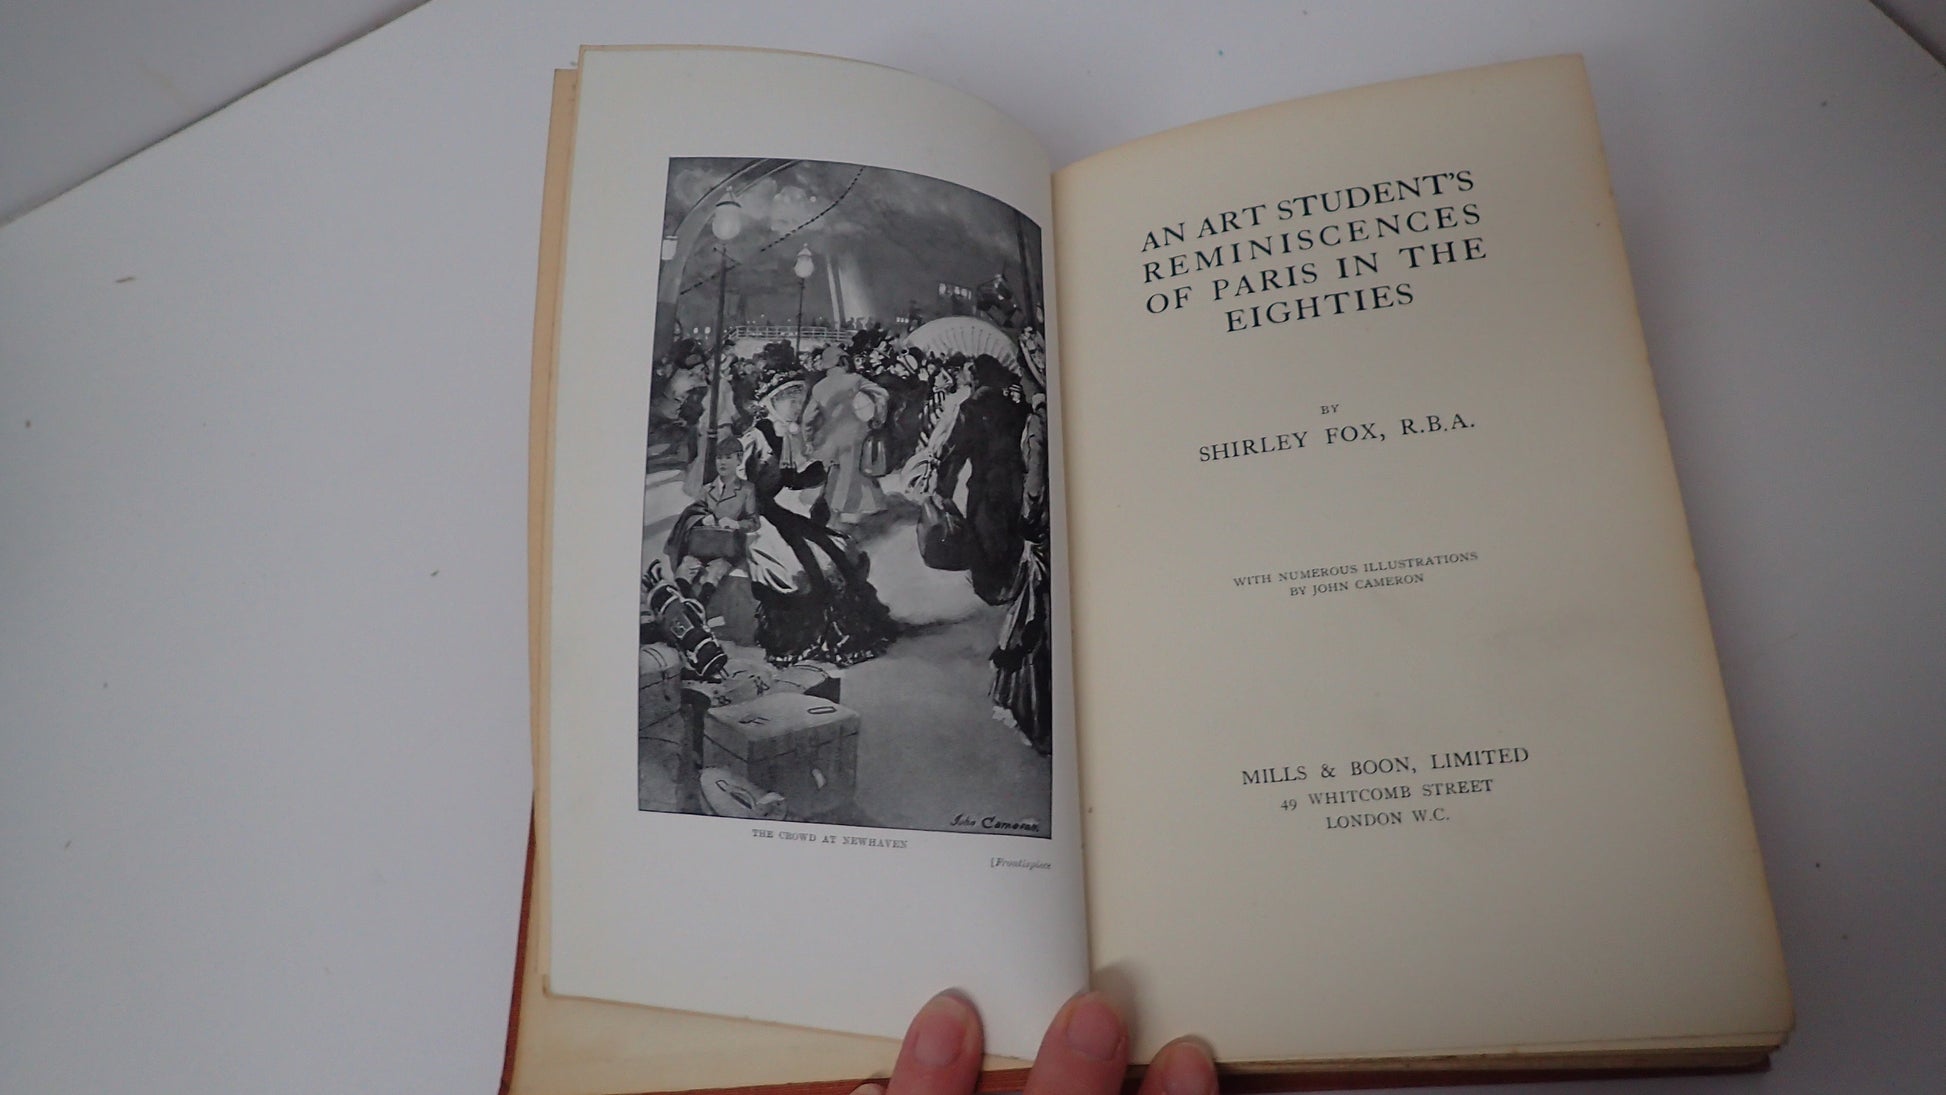 John Cameron.
THE CROWD AT NEWHAVEN
[Frontispiece
AN ART STUDENT'S
REMINISCENCES
OF PARIS IN THE
EIGHTIES
BY
SHIRLEY FOX, R.B.A.
WITH NUMEROUS ILLUSTRATIONS
BY JOHN CAMERON
MILLS & BOON, LIMITED
49 WHITCOMB STREET
LONDON W.C.